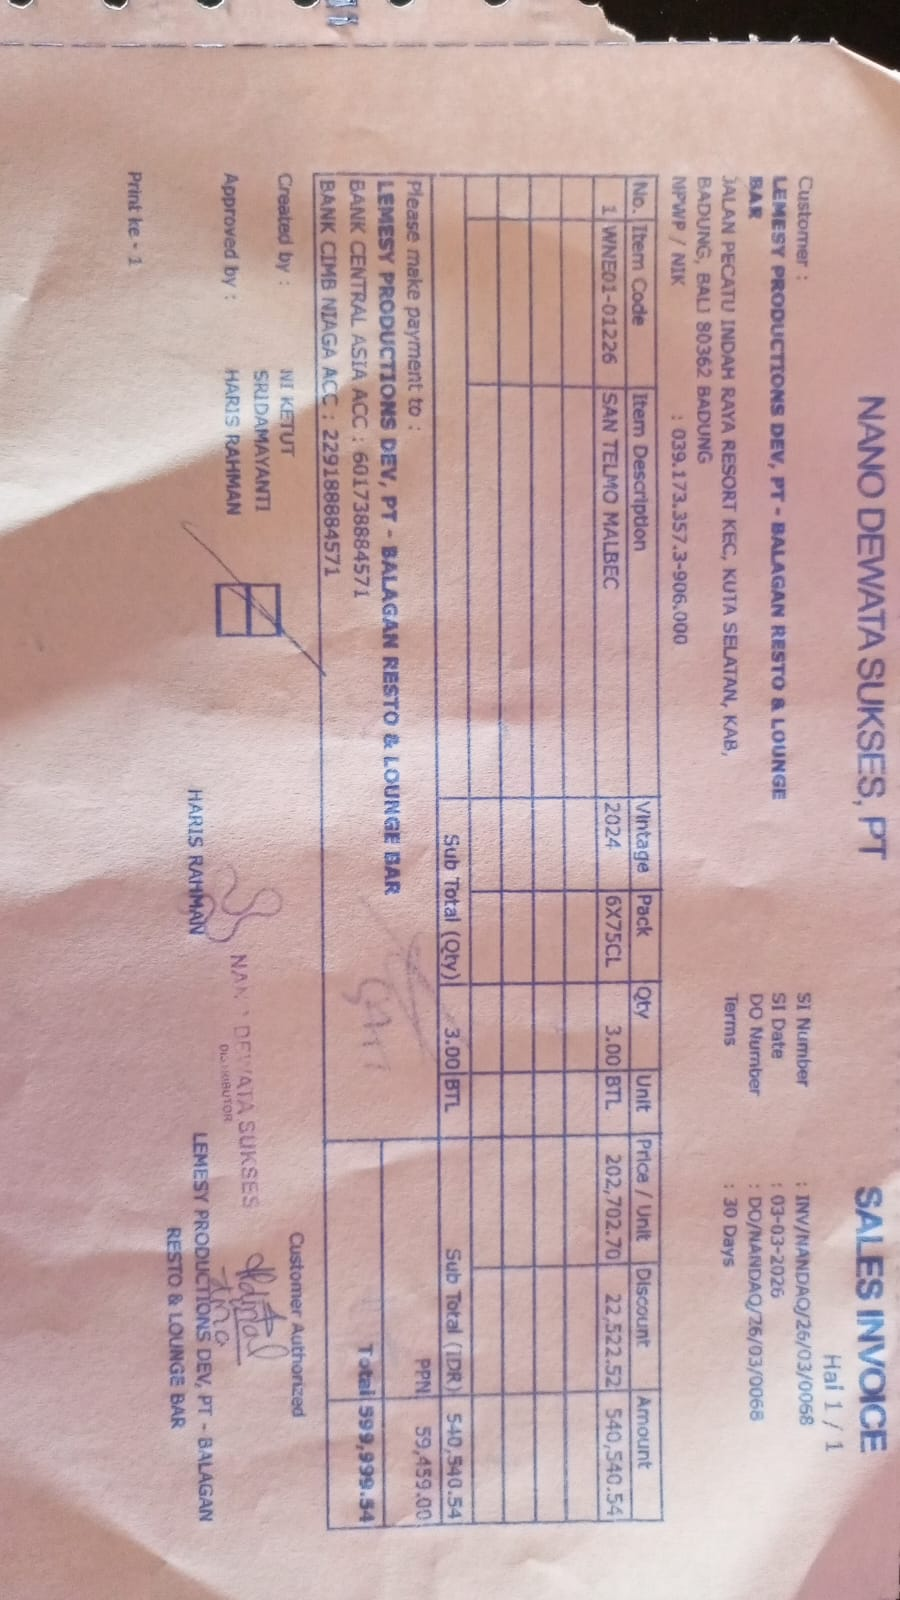 NANO DEWATA SUKSES, PT
SALES INVOICE
Hal 1 / 1
Customer :
LEMESY PRODUCTIONS DEV, PT - BALAGAN RESTO & LOUNGE
BAR
JALAN PECATU INDAH RAYA RESORT KEC, KUTA SELATAN, KAB,
BADUNG, BALI 80362 BADUNG
NPWP / NIK : 039.173.357.3-906.000
SI Number : INV/NANDAQ/26/03/0068
SI Date : 03-03-2026
DO Number : DO/NANDAQ/26/03/0068
Terms : 30 Days
No. Item Code Item Description Vintage Pack Qty Unit Price / Unit Discount Amount
1 WNE01-01226 SAN TELMO MALBEC 2024 6X75CL 3.00 BTL 202,702.70 22,522.52 540,540.54
Sub Total (Qty) 3.00 BTL Sub Total (IDR) 540,540.54
PPN 59,459.00
Total 599,999.54
Please make payment to :
LEMESY PRODUCTIONS DEV, PT - BALAGAN RESTO & LOUNGE BAR
BANK CENTRAL ASIA ACC : 601738884571
BANK CIMB NIAGA ACC : 229188884571
Created by : NI KETUT
SRIDAMAYANTI
Approved by : HARIS RAHMAN
HARIS RAHMAN
DEWATA SUKSES
DISTRIBUTOR
Customer Authorized
LEMESY PRODUCTIONS DEV, PT - BALAGAN
RESTO & LOUNGE BAR
Print ke - 1